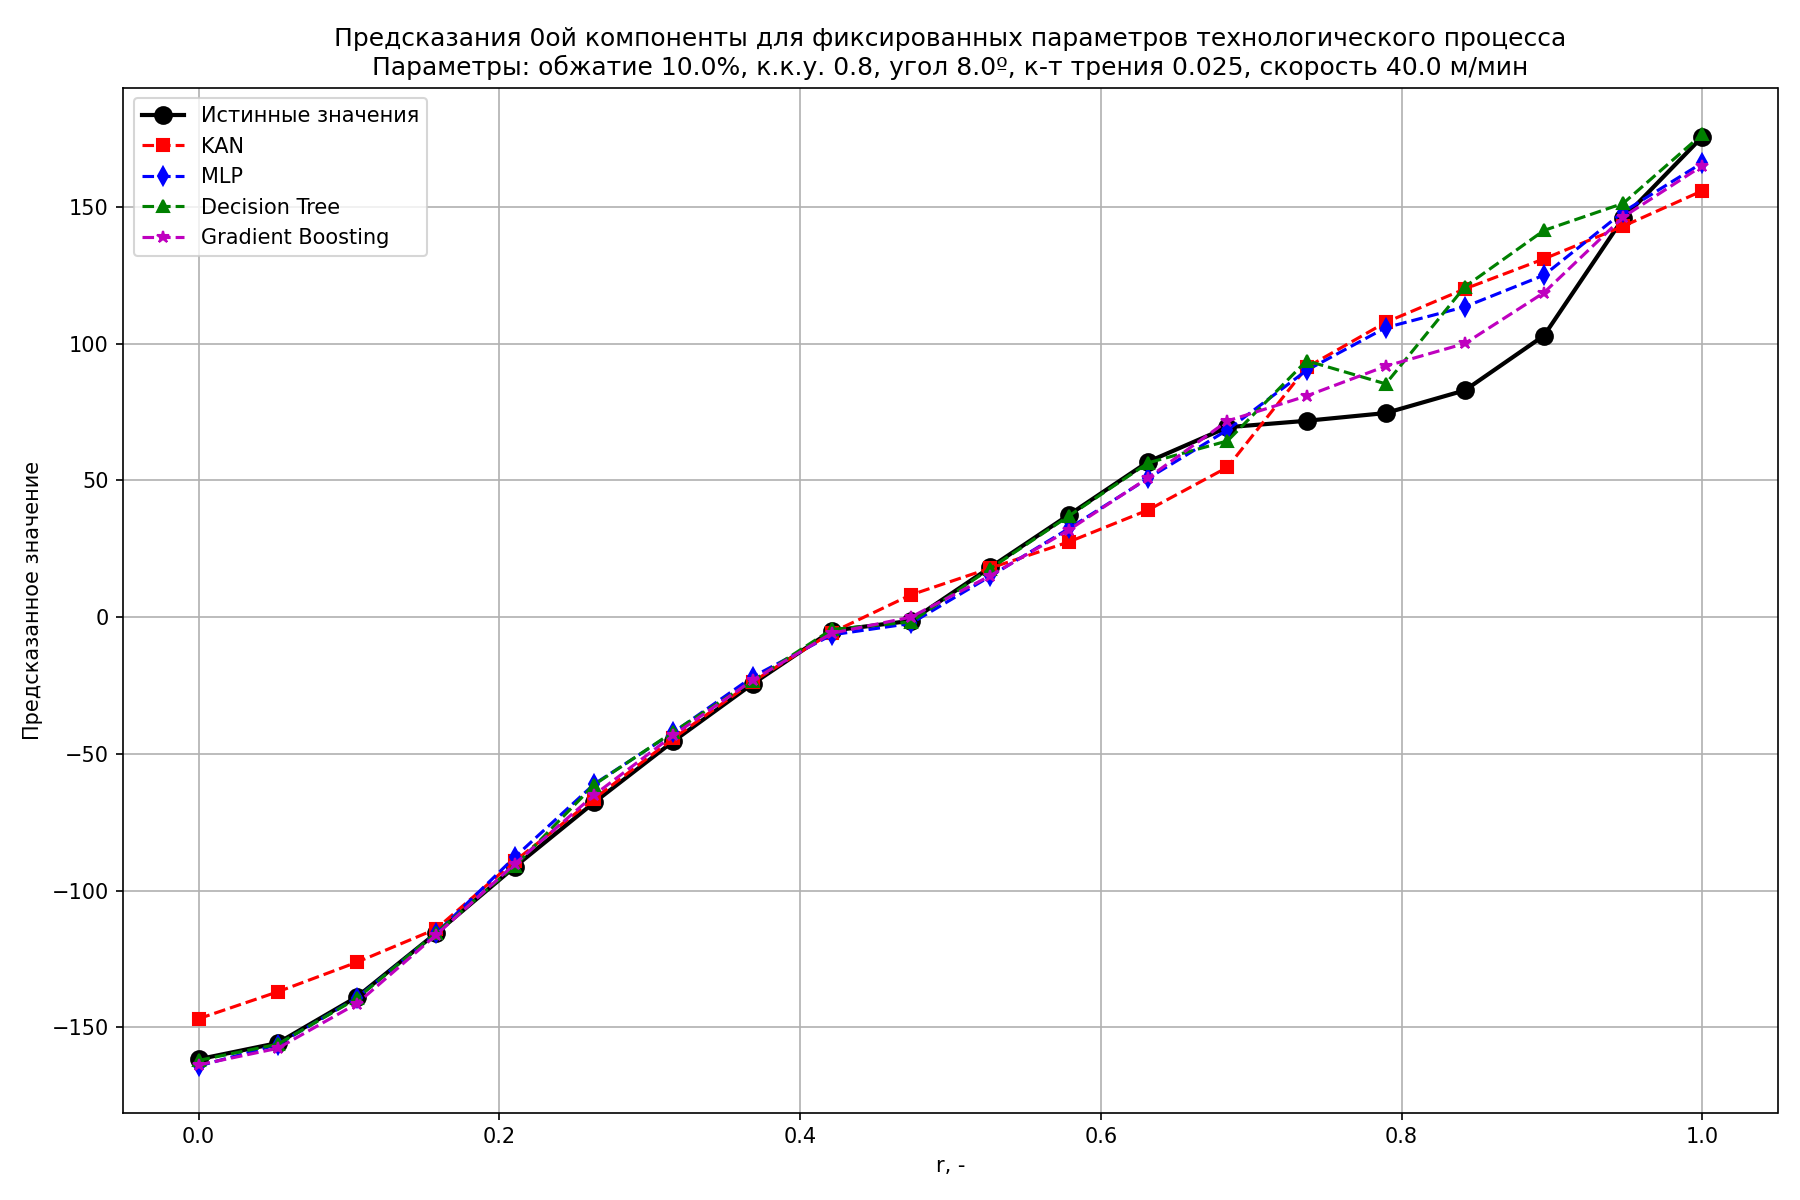 Предсказания 0ой компоненты для фиксированных параметров технологического процесса
Параметры: обжатие 10.0%, к.к.у. 0.8, угол 8.0º, к-т трения 0.025, скорость 40.0 м/мин
Истинные значения
KAN
MLP
Decision Tree
Gradient Boosting
Предсказанное значение
150
100
50
0
−50
−100
−150
0.0 0.2 0.4 0.6 0.8 1.0
r, -